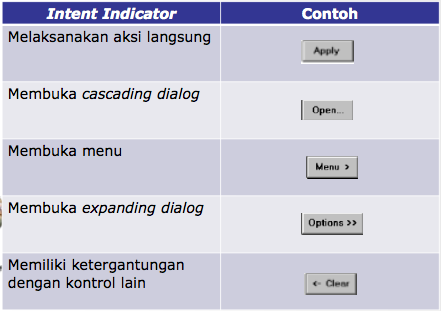 Intent Indicator Contoh
Melaksanakan aksi langsung Apply
Membuka cascading dialog Open...
Membuka menu Menu >
Membuka expanding dialog Options >>
Memiliki ketergantungan
dengan kontrol lain <- Clear